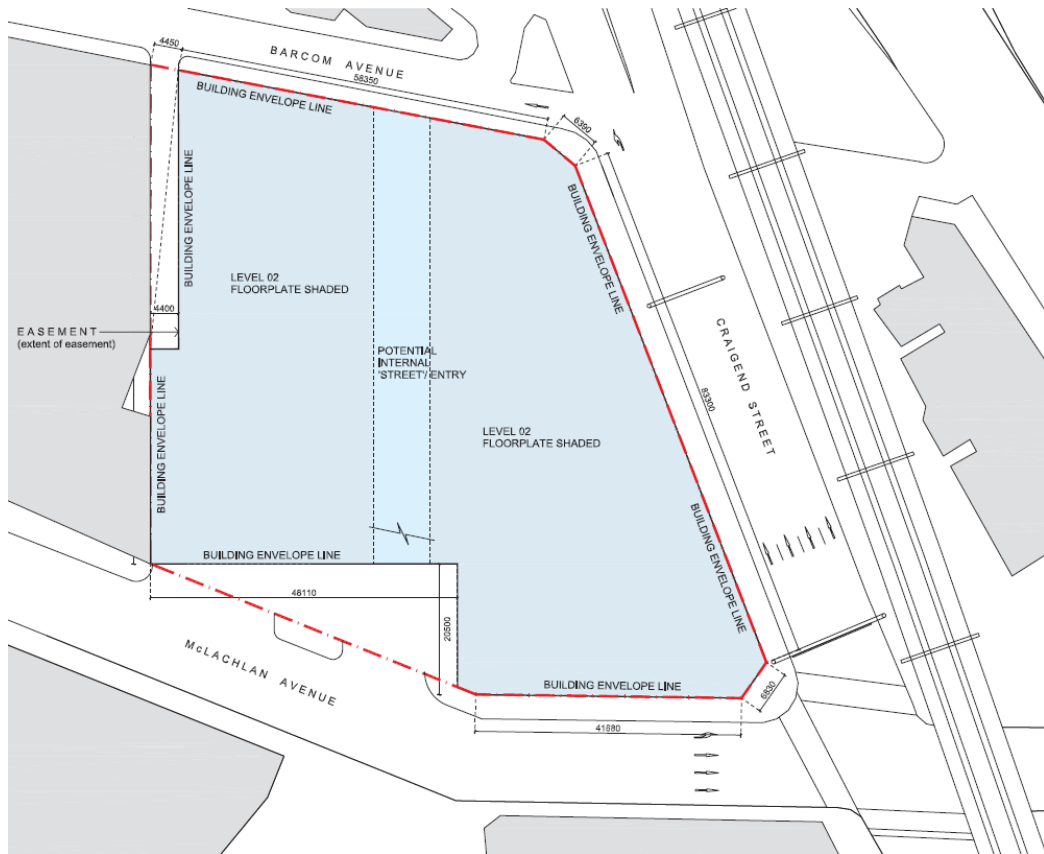 4450
BARCOM AVENUE
58350
BUILDING ENVELOPE LINE
6390
BUILDING ENVELOPE LINE
BUILDING ENVELOPE LINE
LEVEL 02
FLOORPLATE SHADED
4400
EASEMENT
(extent of easement)
POTENTIAL
INTERNAL
'STREET'/ ENTRY
CRAIGEND STREET
83300
BUILDING ENVELOPE LINE
LEVEL 02
FLOORPLATE SHADED
BUILDING ENVELOPE LINE
BUILDING ENVELOPE LINE
48110
20500
McLACHLAN AVENUE
BUILDING ENVELOPE LINE
6830
41880